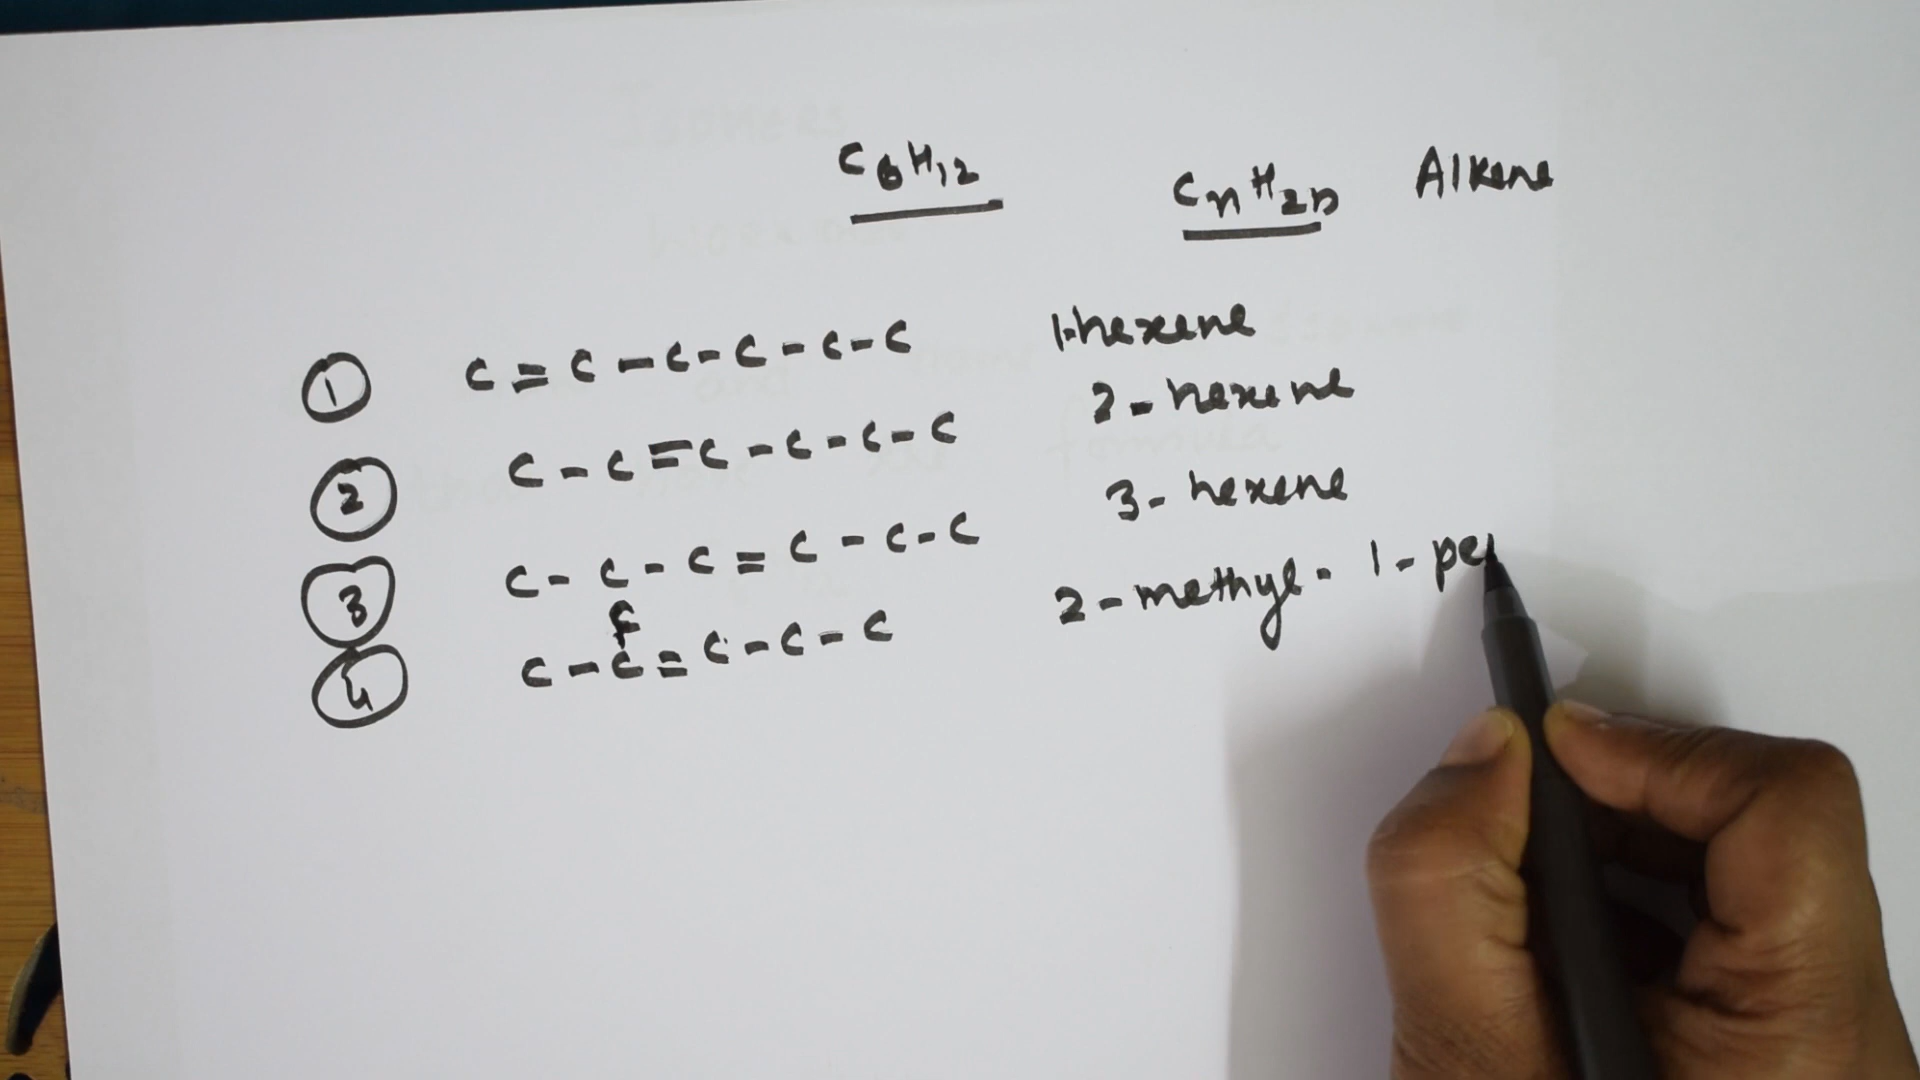 C6H12 CnH2n Alkene
1 C = C - C - C - C - C 1-hexene
2 C - C = C - C - C - C 2 - hexene
3 C - C - C = C - C - C 3 - hexene
C
4 C - C = C - C - C 2 - methyl - 1 - pe